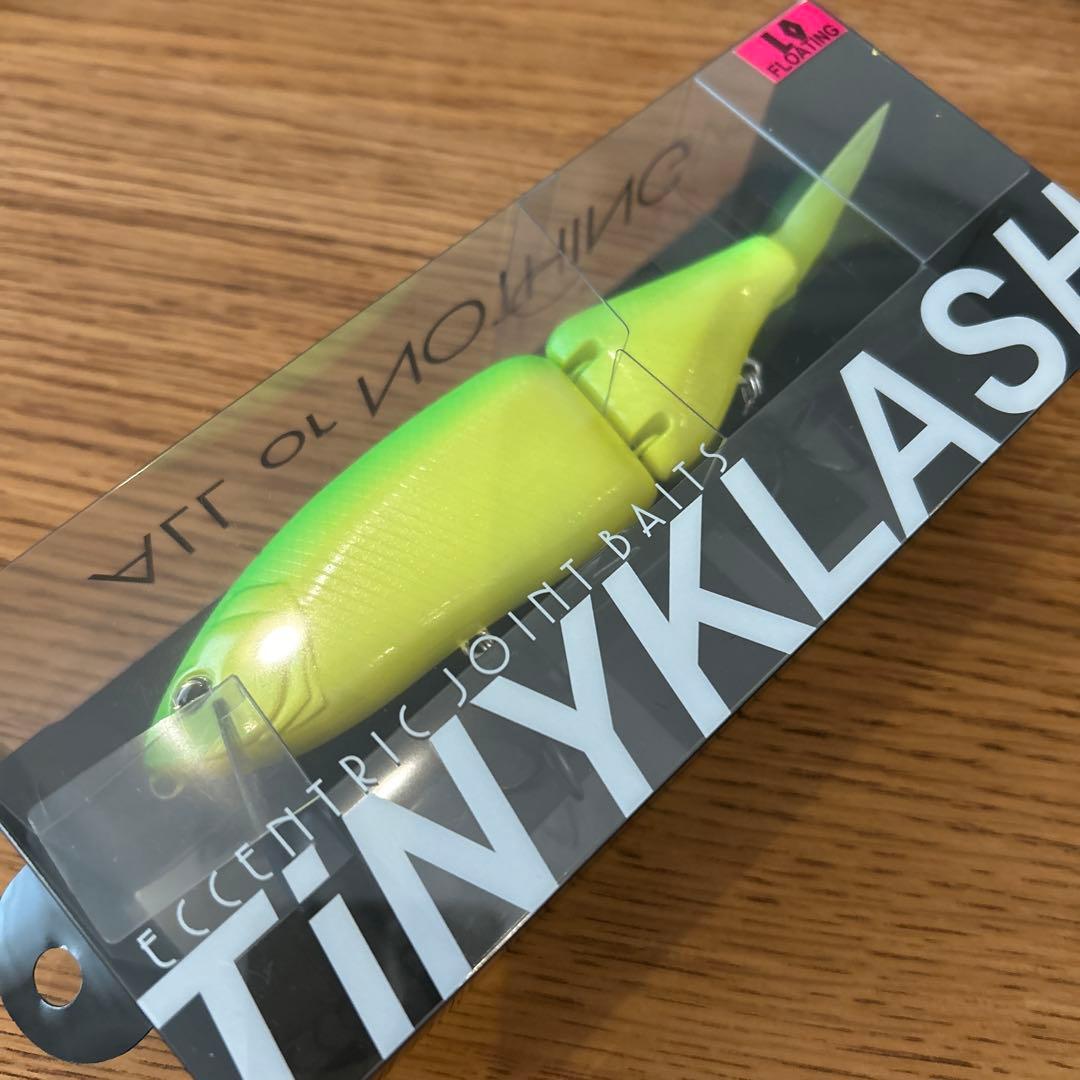 LO
FLOATING
ALL or NOTHING
ECCENTRIC JOINT BAITS
TiNYKLASH